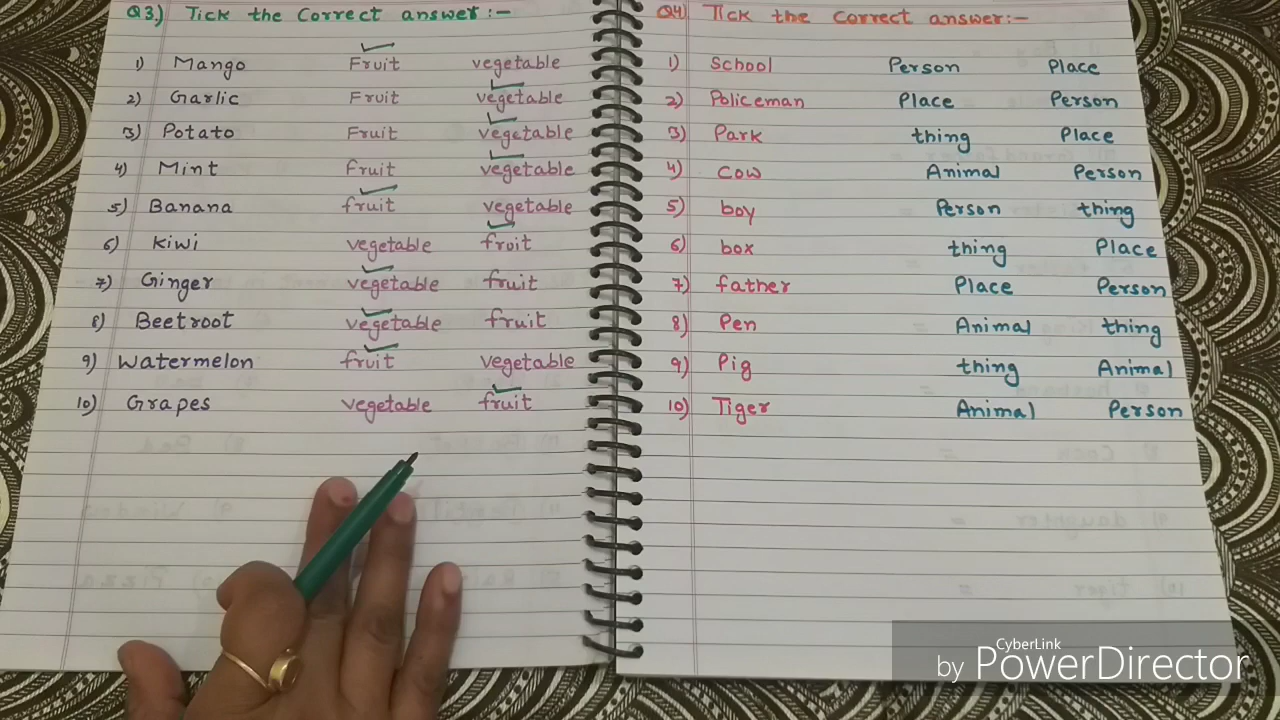 Q3) Tick the Correct answer :-
1) Mango Fruit vegetable
2) Garlic Fruit vegetable
3) Potato Fruit vegetable
4) Mint fruit vegetable
5) Banana fruit vegetable
6) Kiwi vegetable fruit
7) Ginger vegetable fruit
8) Beetroot vegetable fruit
9) Watermelon fruit vegetable
10) Grapes vegetable fruit
Q4) Tick the Correct answer:-
1) School Person Place
2) Policeman Place Person
3) Park thing Place
4) Cow Animal Person
5) boy Person thing
6) box thing Place
7) father Place Person
8) Pen Animal thing
9) Pig thing Animal
10) Tiger Animal Person
CyberLink
by PowerDirector